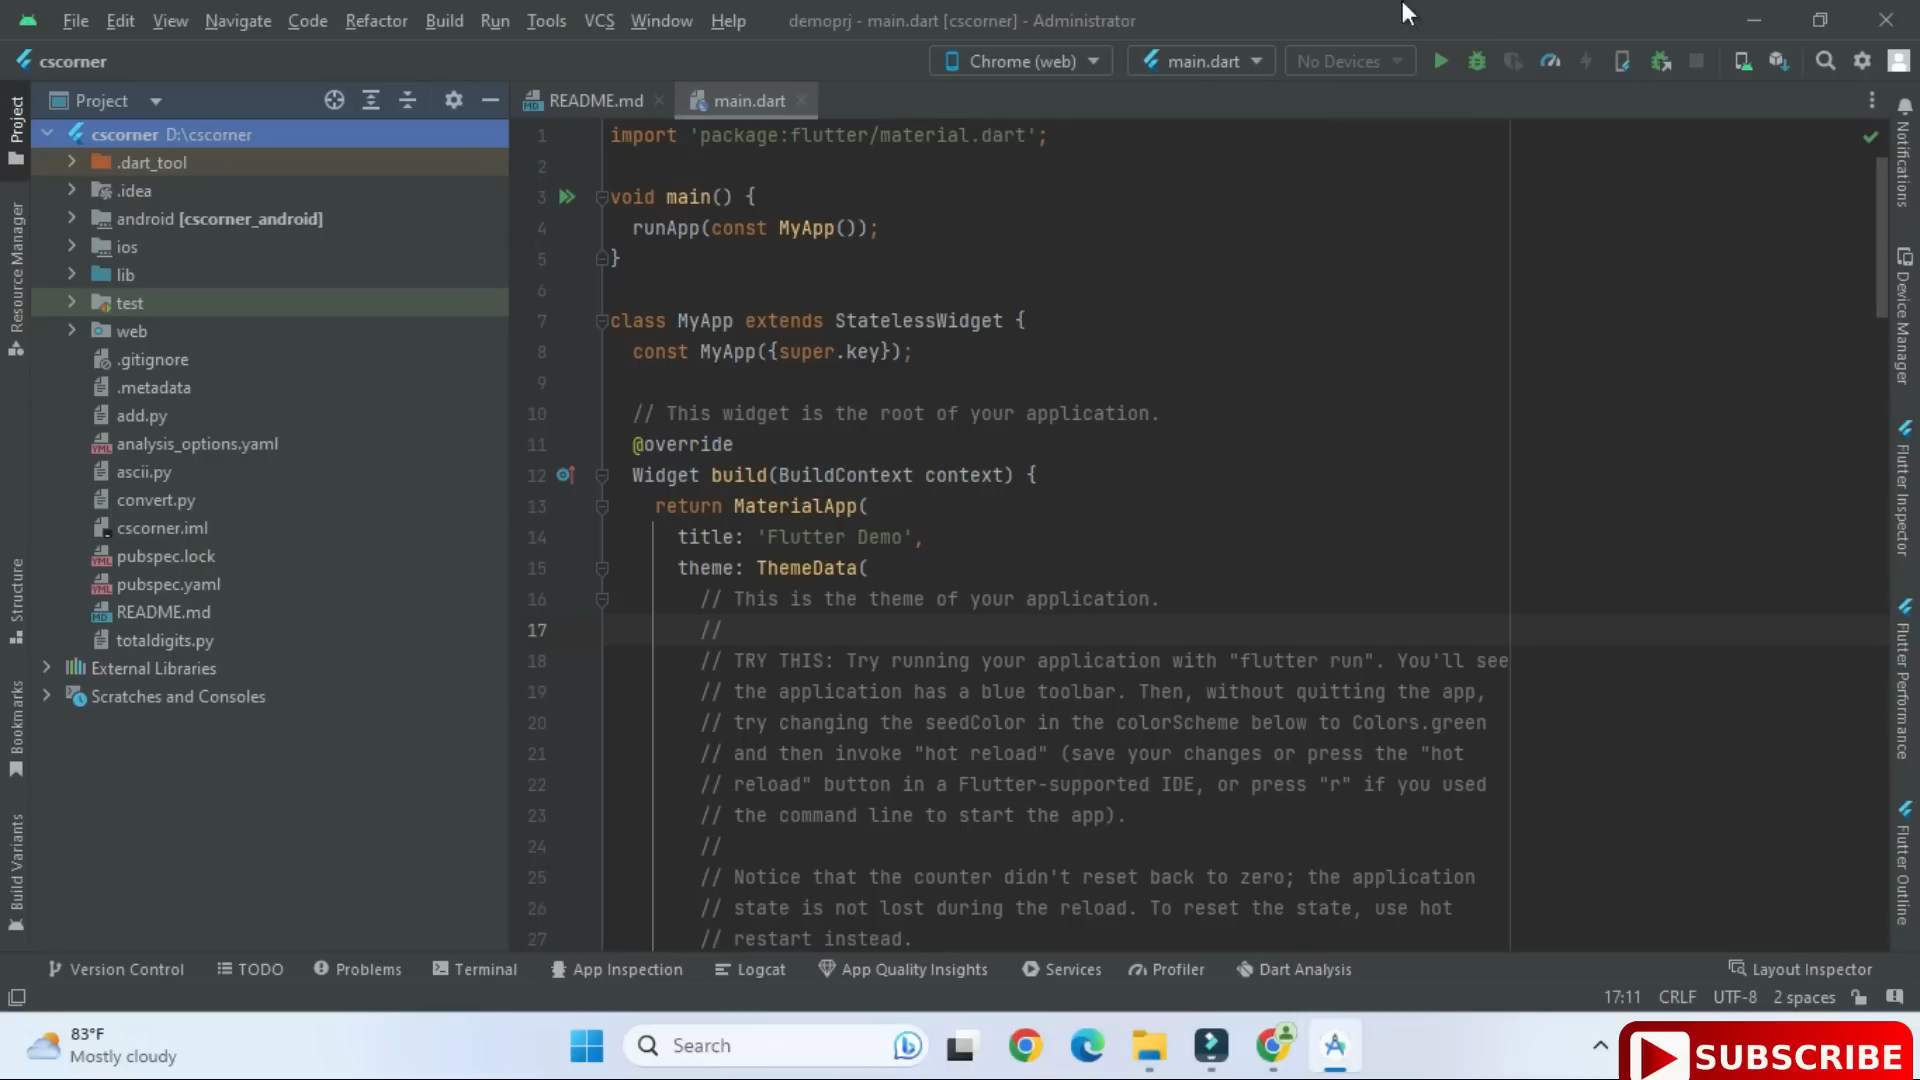 File Edit View Navigate Code Refactor Build Run Tools VCS Window Help demoprj - main.dart [cscorner] - Administrator
cscorner Chrome (web) main.dart No Devices
Project README.md main.dart
cscorner D:\cscorner
.dart_tool
.idea
android [cscorner_android]
ios
lib
test
web
.gitignore
.metadata
add.py
analysis_options.yaml
ascii.py
convert.py
cscorner.iml
pubspec.lock
pubspec.yaml
README.md
totaldigits.py
External Libraries
Scratches and Consoles
Project
Resource Manager
Structure
Bookmarks
Build Variants
1 import 'package:flutter/material.dart';
2
3 void main() {
4 runApp(const MyApp());
5 }
6
7 class MyApp extends StatelessWidget {
8 const MyApp({super.key});
9
10 // This widget is the root of your application.
11 @override
12 Widget build(BuildContext context) {
13 return MaterialApp(
14 title: 'Flutter Demo',
15 theme: ThemeData(
16 // This is the theme of your application.
17 //
18 // TRY THIS: Try running your application with "flutter run". You'll see
19 // the application has a blue toolbar. Then, without quitting the app,
20 // try changing the seedColor in the colorScheme below to Colors.green
21 // and then invoke "hot reload" (save your changes or press the "hot
22 // reload" button in a Flutter-supported IDE, or press "r" if you used
23 // the command line to start the app).
24 //
25 // Notice that the counter didn't reset back to zero; the application
26 // state is not lost during the reload. To reset the state, use hot
27 // restart instead.
Notifications
Device Manager
Flutter Inspector
Flutter Performance
Flutter Outline
Version Control TODO Problems Terminal App Inspection Logcat App Quality Insights Services Profiler Dart Analysis Layout Inspector
17:11 CRLF UTF-8 2 spaces
83°F
Mostly cloudy
Search
SUBSCRIBE